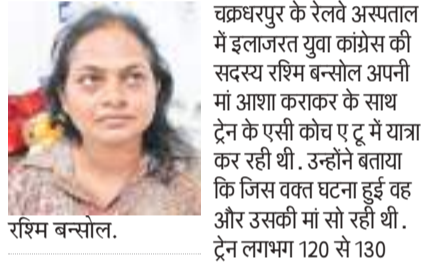 चक्रधरपुर के रेलवे अस्पताल
में इलाजरत युवा कांग्रेस की
सदस्य रश्मि बन्सोल अपनी
मां आशा कराकर के साथ
ट्रेन के एसी कोच ए टू में यात्रा
कर रही थी. उन्होंने बताया
कि जिस वक्त घटना हुई वह
और उसकी मां सो रही थी.
ट्रेन लगभग 120 से 130
रश्मि बन्सोल.